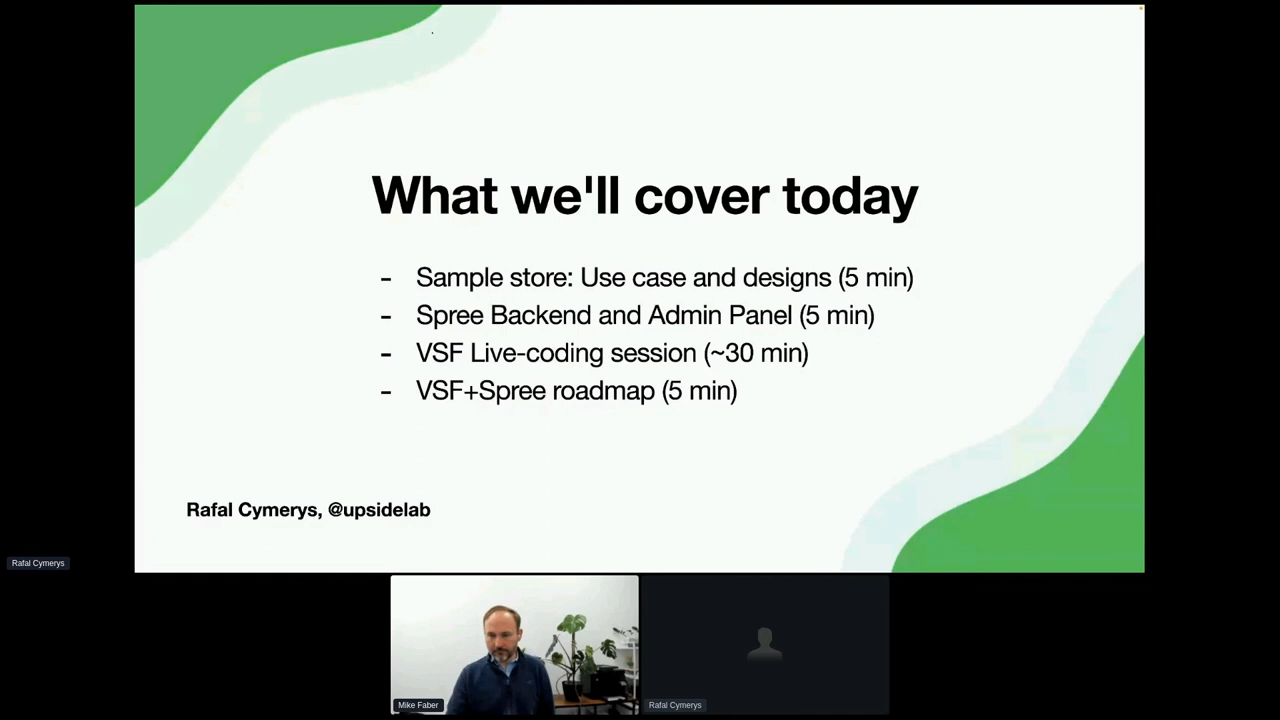 What we'll cover today
- Sample store: Use case and designs (5 min)
- Spree Backend and Admin Panel (5 min)
- VSF Live-coding session (~30 min)
- VSF+Spree roadmap (5 min)
Rafal Cymerys, @upsidelab
Rafal Cymerys
Mike Faber
Rafal Cymerys